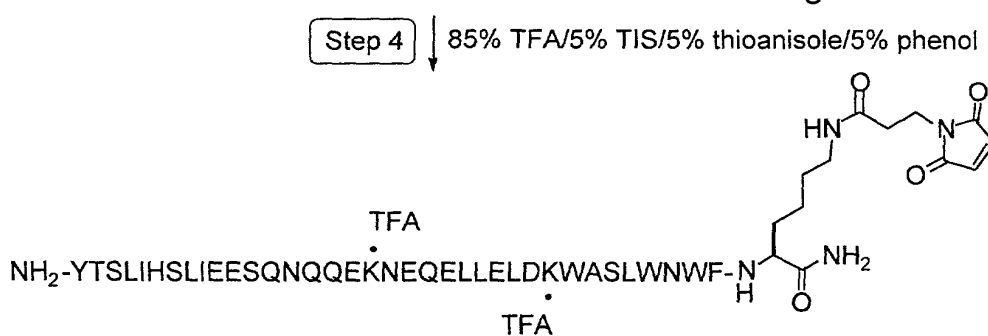 Step 4 85% TFA/5% TIS/5% thioanisole/5% phenol
O
HN
N
O
O
TFA
NH₂-YTSLIHSLIEESQNQQEKNEQELLELDKWASLWNWF-N
H
NH₂
O
TFA